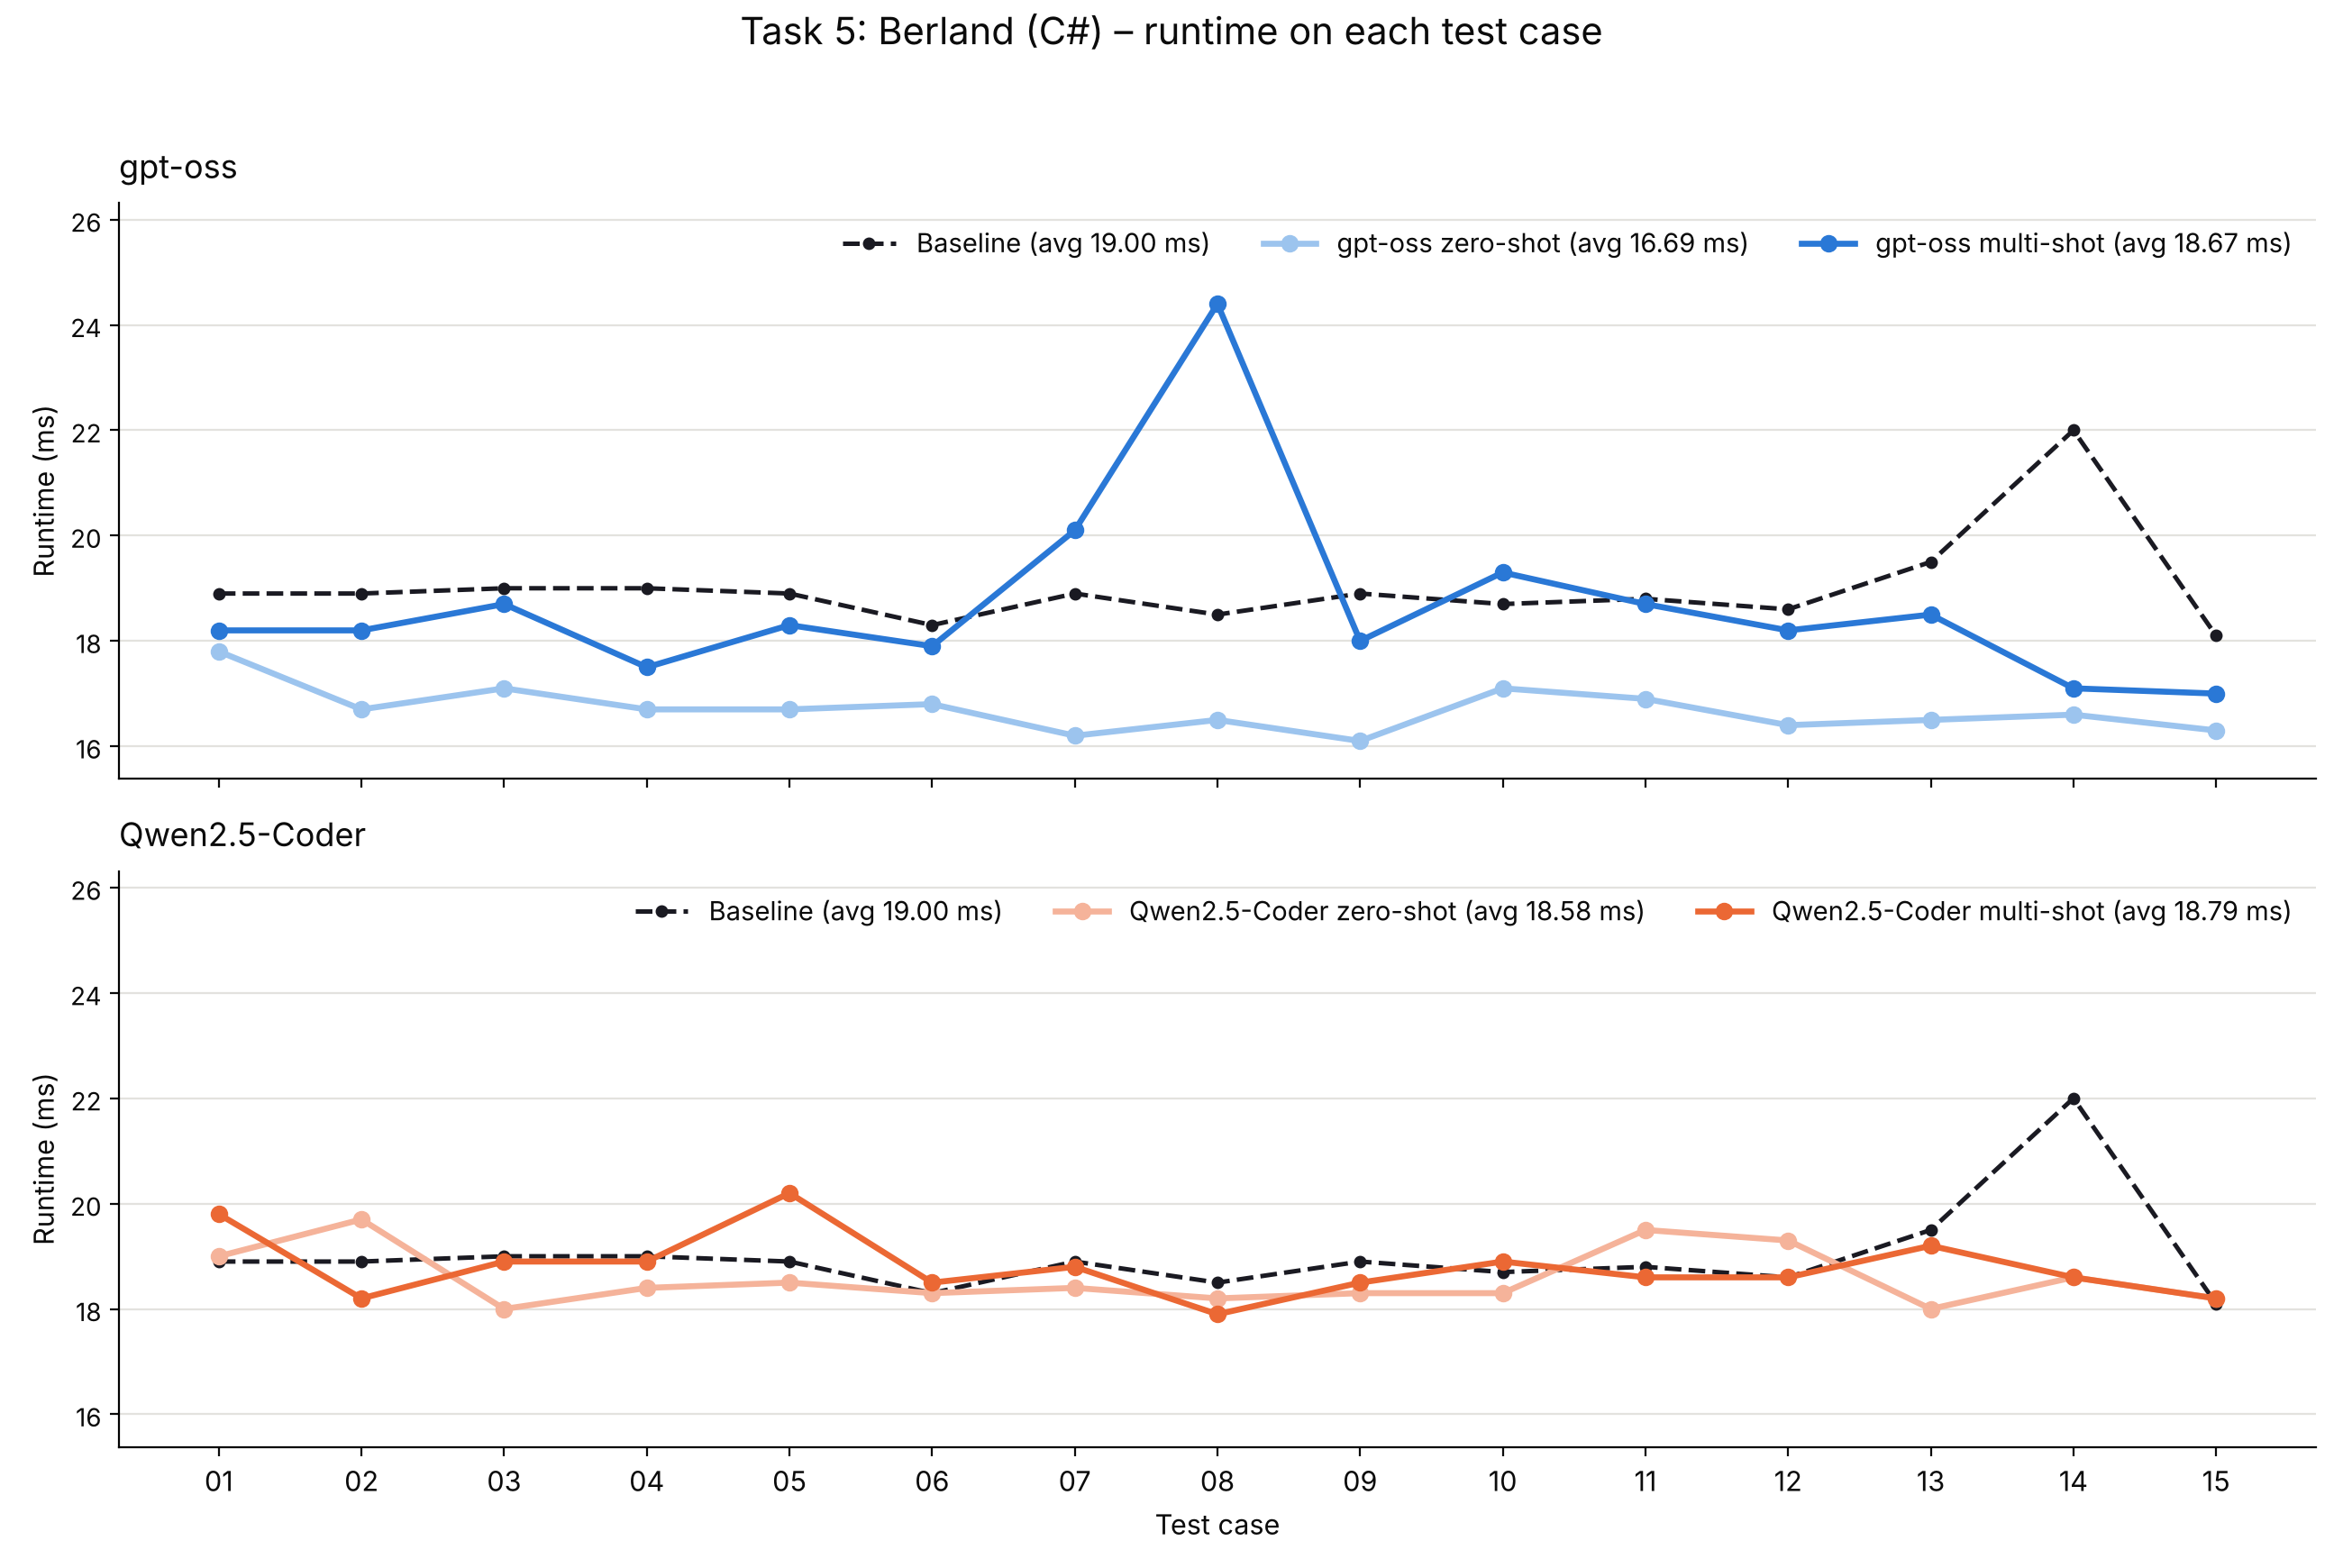 Task 5: Berland (C#) – runtime on each test case
gpt-oss
26
24
22
20
18
16
Runtime (ms)
Baseline (avg 19.00 ms)
gpt-oss zero-shot (avg 16.69 ms)
gpt-oss multi-shot (avg 18.67 ms)
Qwen2.5-Coder
26
24
22
20
18
16
Runtime (ms)
Baseline (avg 19.00 ms)
Qwen2.5-Coder zero-shot (avg 18.58 ms)
Qwen2.5-Coder multi-shot (avg 18.79 ms)
01 02 03 04 05 06 07 08 09 10 11 12 13 14 15
Test case